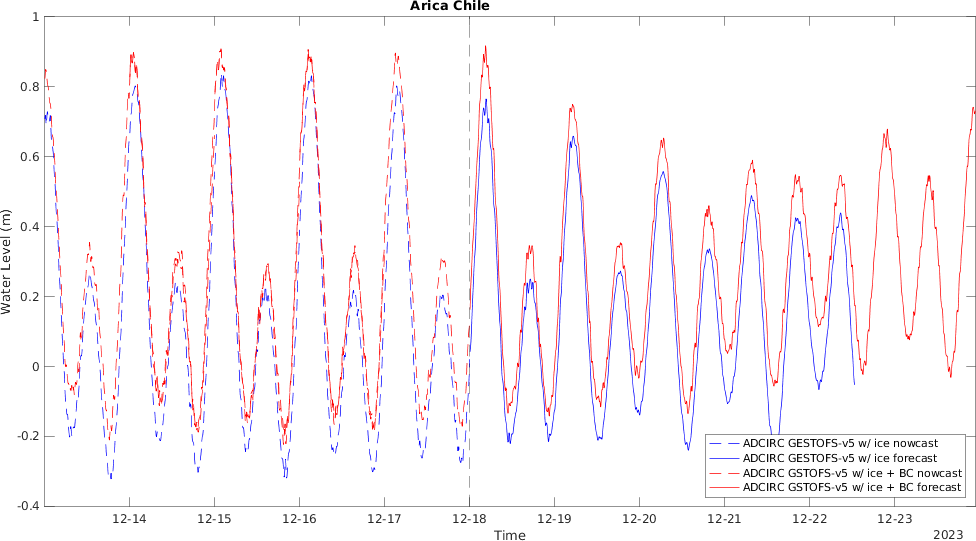 Arica Chile
1
0.8
0.6
0.4
0.2
0
-0.2
-0.4
Water Level (m)
ADCIRC GESTOFS-v5 w/ ice nowcast
ADCIRC GESTOFS-v5 w/ ice forecast
ADCIRC GSTOFS-v5 w/ ice + BC nowcast
ADCIRC GSTOFS-v5 w/ ice + BC forecast
12-14 12-15 12-16 12-17 12-18 12-19 12-20 12-21 12-22 12-23
Time
2023